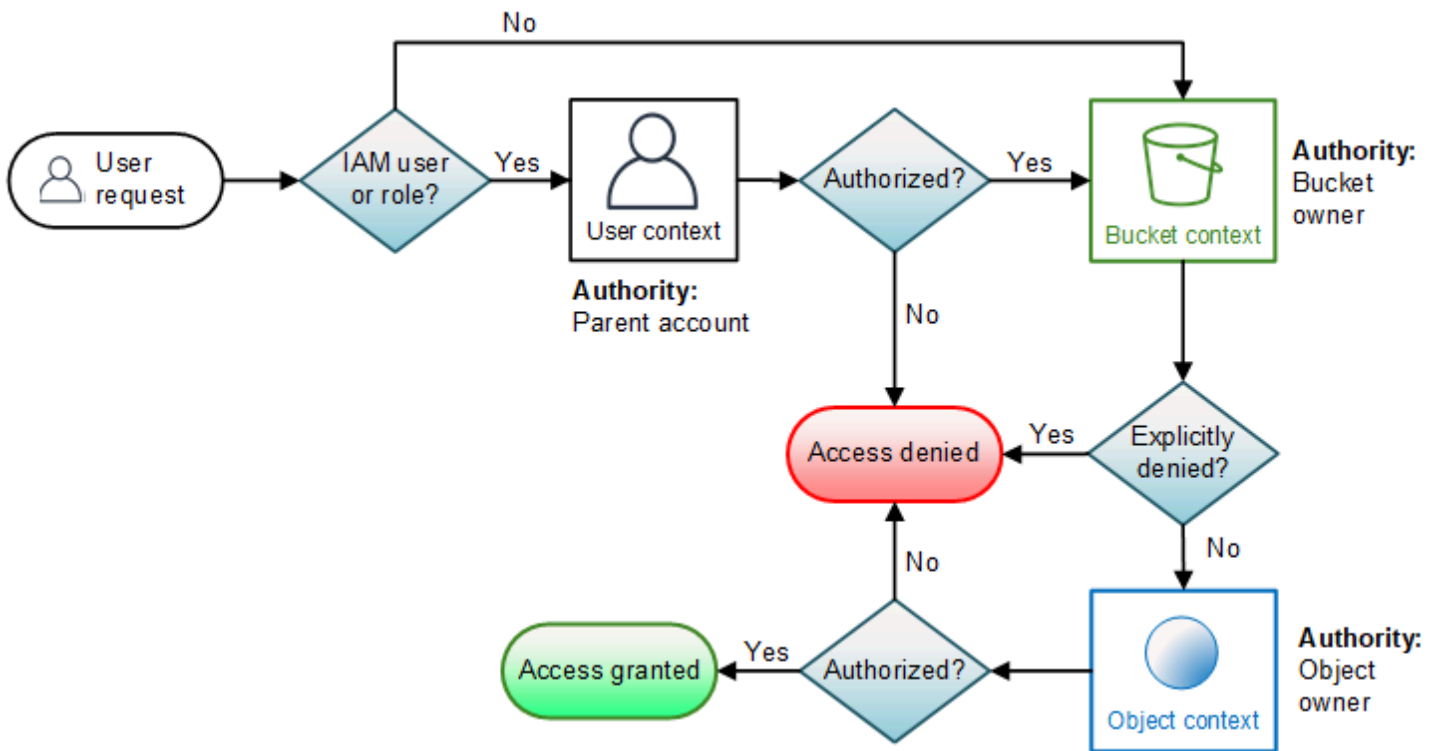 No
User
request
IAM user
or role?
Yes
User context
Authority:
Parent account
Authorized?
Yes
No
Bucket context
Authority:
Bucket
owner
Explicitly
denied?
Yes
Access denied
No
Object context
Authority:
Object
owner
Authorized?
No
Yes
Access granted